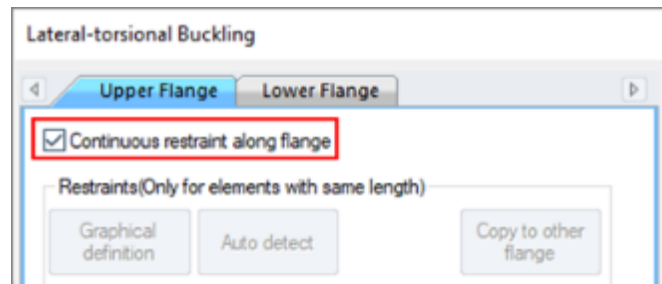 Lateral-torsional Buckling
Upper Flange Lower Flange
Continuous restraint along flange
Restraints(Only for elements with same length)
Graphical definition Auto detect Copy to other flange